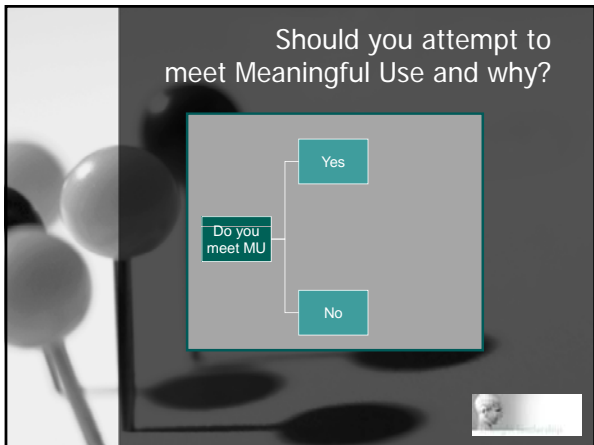 Should you attempt to
meet Meaningful Use and why?
Yes
Do you
meet MU
No